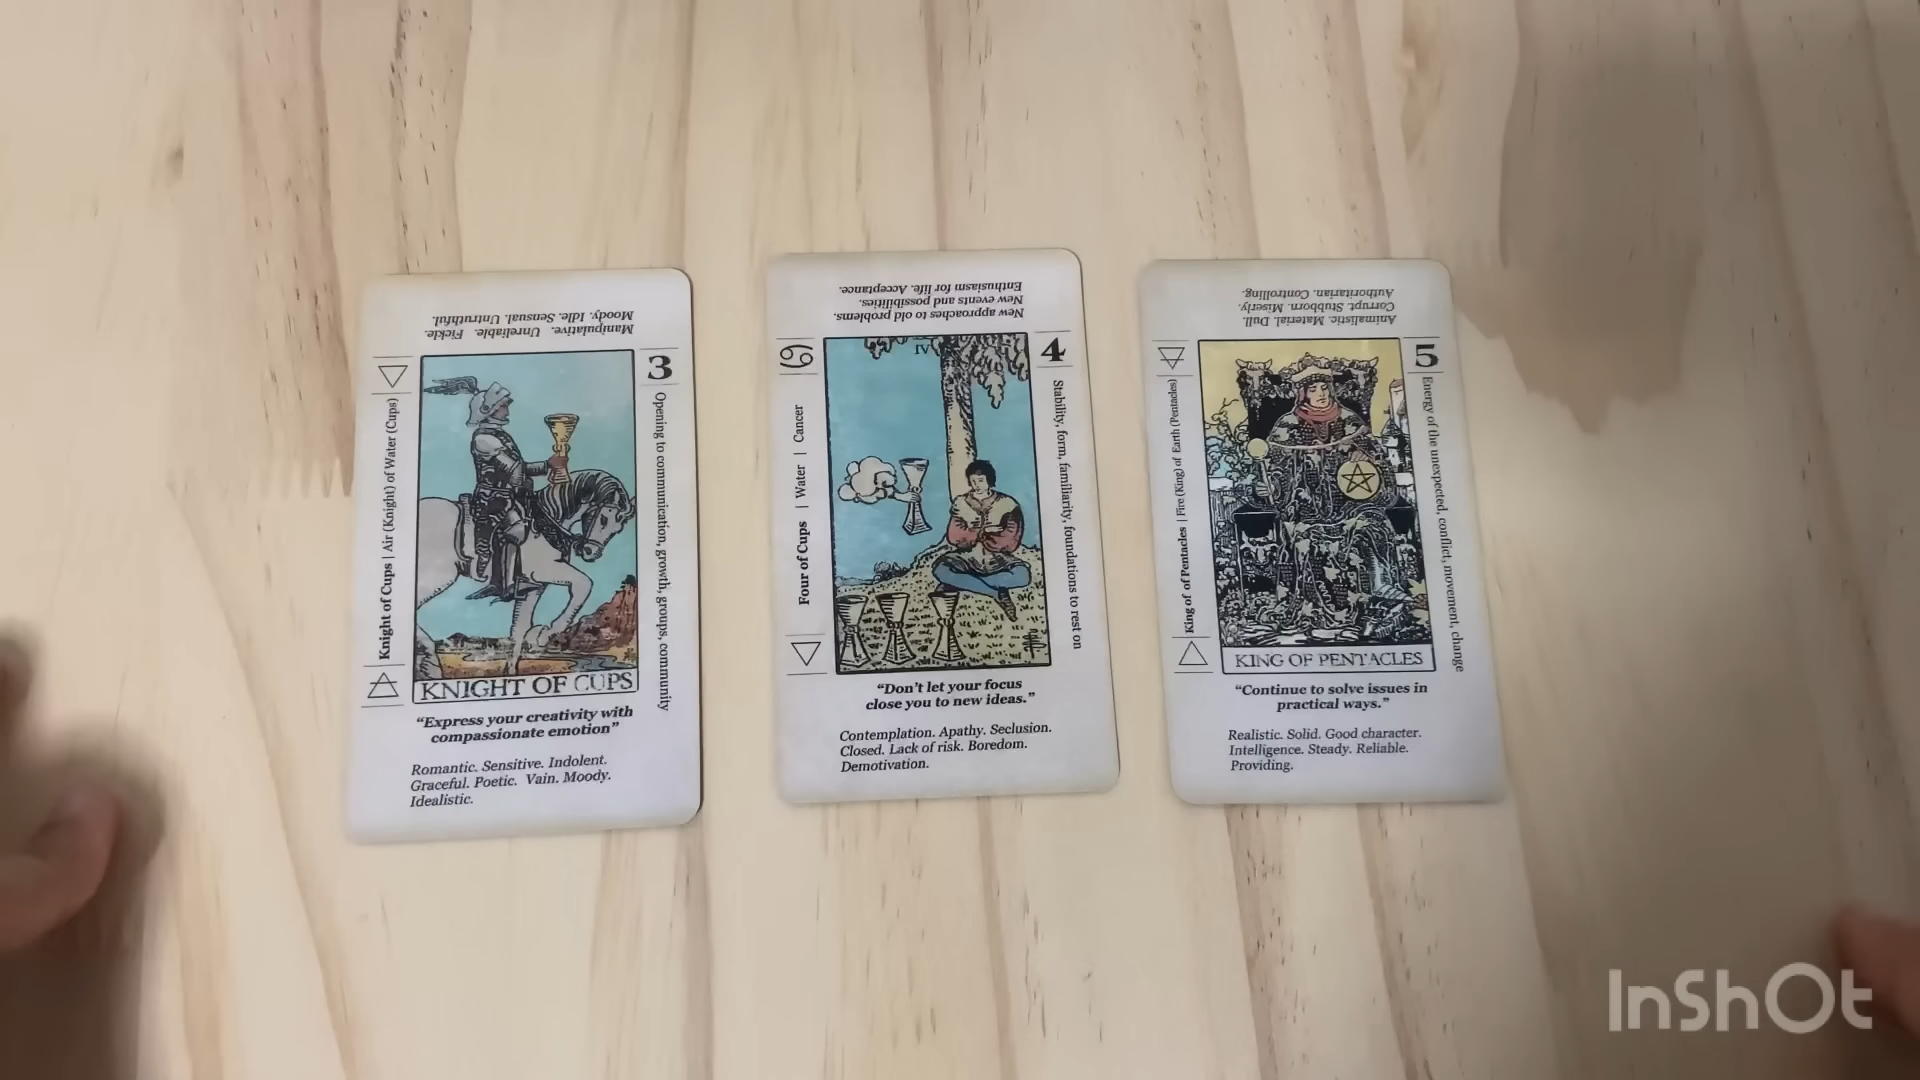 Manipulative. Unreliable. Fickle.
Moody. Idle. Sensual. Untruthful.
3
Knight of Cups | Air (Knight) of Water (Cups)
Opening to communication, growth, groups, community
KNIGHT OF CUPS
“Express your creativity with
compassionate emotion”
Romantic. Sensitive. Indolent.
Graceful. Poetic. Vain. Moody.
Idealistic.
New approaches to old problems.
New events and possibilities.
Enthusiasm for life. Acceptance.
4
IV
Four of Cups | Water | Cancer
Stability, form, familiarity, foundations to rest on
“Don’t let your focus
close you to new ideas.”
Contemplation. Apathy. Seclusion.
Closed. Lack of risk. Boredom.
Demotivation.
Animalistic. Material. Dull.
Corrupt. Stubborn. Miserly.
Authoritarian. Controlling.
5
King of Pentacles | Fire (King) of Earth (Pentacles)
Energy of the unexpected, conflict, movement, change
KING OF PENTACLES
“Continue to solve issues in
practical ways.”
Realistic. Solid. Good character.
Intelligence. Steady. Reliable.
Providing.
InShOt